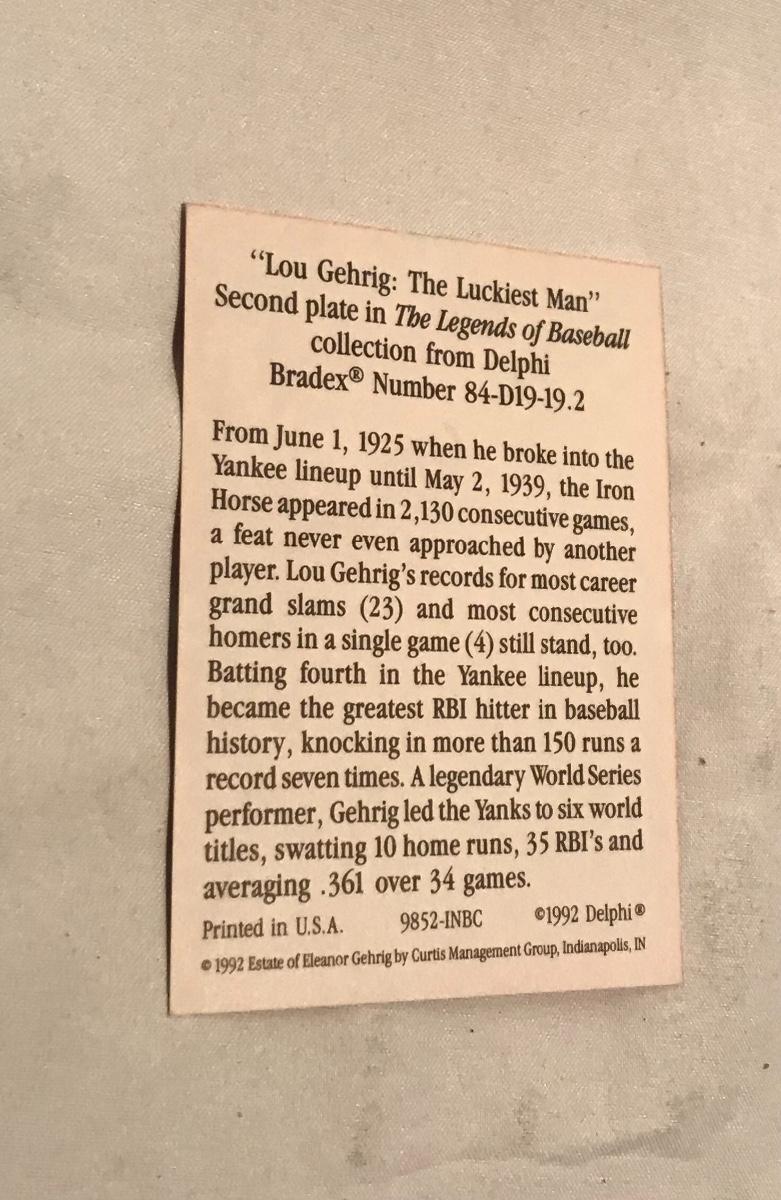 “Lou Gehrig: The Luckiest Man”
Second plate in The Legends of Baseball
collection from Delphi
Bradex® Number 84-D19-19.2
From June 1, 1925 when he broke into the
Yankee lineup until May 2, 1939, the Iron
Horse appeared in 2,130 consecutive games,
a feat never even approached by another
player. Lou Gehrig’s records for most career
grand slams (23) and most consecutive
homers in a single game (4) still stand, too.
Batting fourth in the Yankee lineup, he
became the greatest RBI hitter in baseball
history, knocking in more than 150 runs a
record seven times. A legendary World Series
performer, Gehrig led the Yanks to six world
titles, swatting 10 home runs, 35 RBI’s and
averaging .361 over 34 games.
Printed in U.S.A. 9852-INBC ©1992 Delphi®
© 1992 Estate of Eleanor Gehrig by Curtis Management Group, Indianapolis, IN